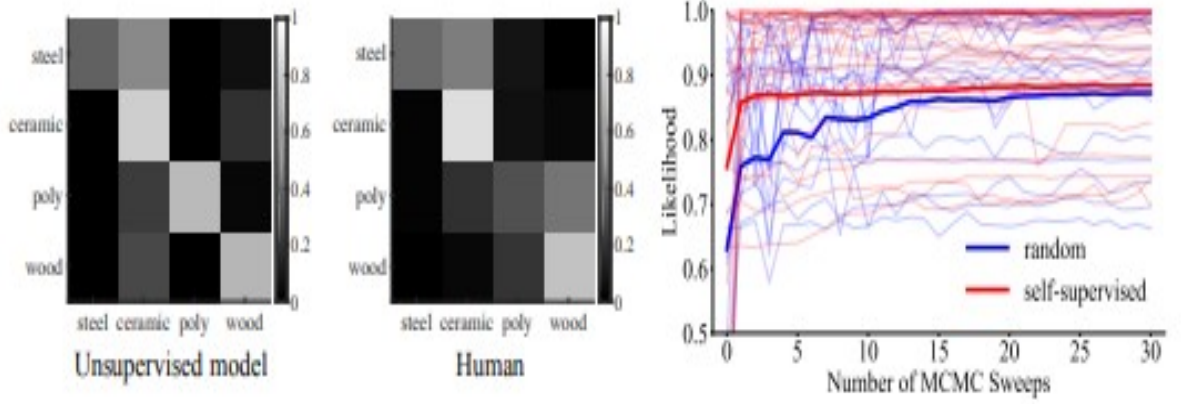 steel
ceramic
poly
wood
1
0.8
0.6
0.4
0.2
0
steel ceramic poly wood
Unsupervised model
steel
ceramic
poly
wood
1
0.8
0.6
0.4
0.2
0
steel ceramic poly wood
Human
Likelihood
1.0
0.9
0.8
0.7
0.6
0.5
random
self-supervised
0 5 10 15 20 25 30
Number of MCMC Sweeps